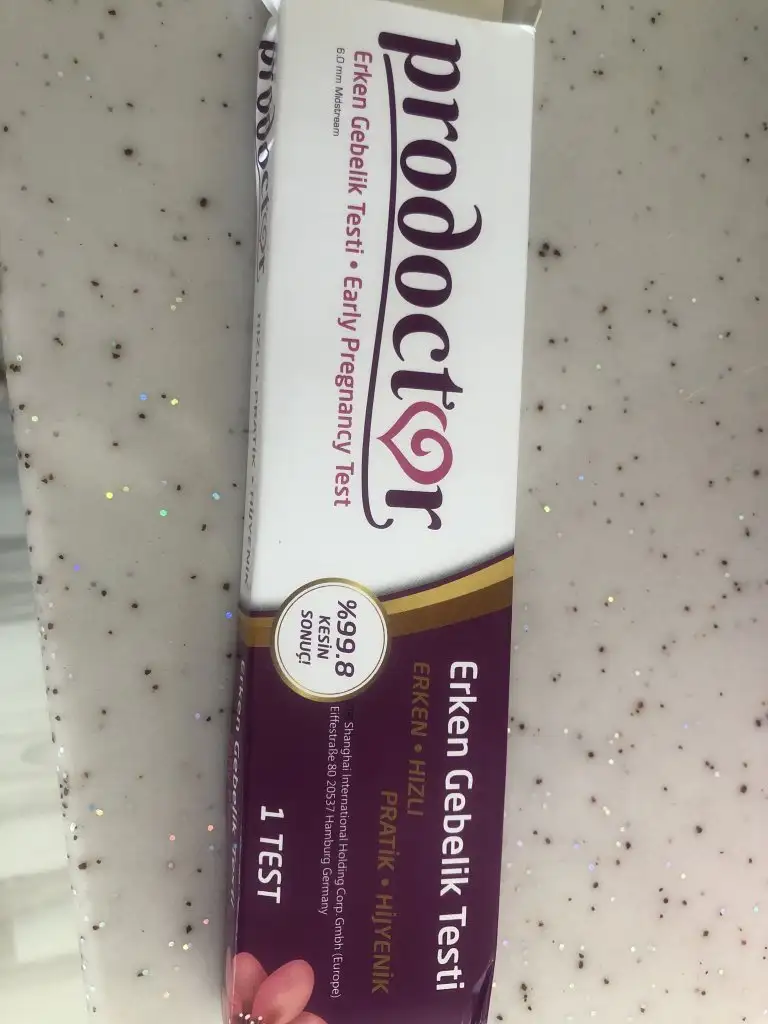 prodoctor
Erken Gebelik Testi • Early Pregnancy Test
6.0 mm Midstream
Erken Gebelik Testi
ERKEN • HIZLI
PRATİK • HİJYENİK
%99.8
KESİN
SONUÇ!
Shanghai International Holding Corp. Gmbh (Europe)
Eiffestraße 80 20537 Hamburg Germany
1 TEST
prodoctor
Erken Gebelik Testi